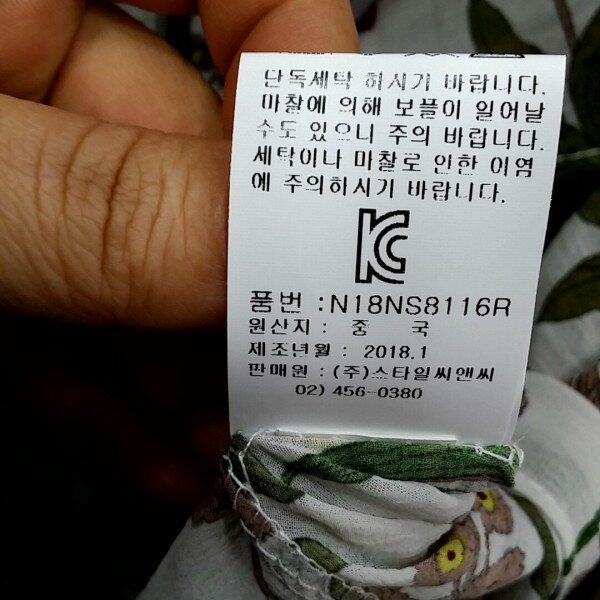 단독세탁 하시기 바랍니다.
마찰에 의해 보플이 일어날
수도 있으니 주의 바랍니다.
세탁이나 마찰로 인한 이염
에 주의하시기 바랍니다.
KC
품번 :N18NS8116R
원산지 : 중 국
제조년월 : 2018.1
판매원 : (주)스타일씨앤씨
02) 456-0380